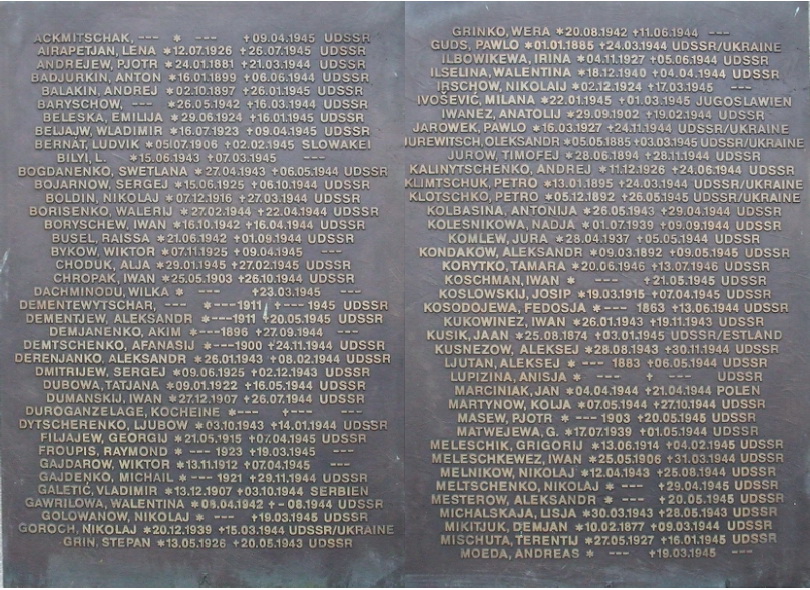 ACKMITSCHAK, --- * --- †09.04.1945 UDSSR
AIRAPETJAN, LENA *12.07.1926 †26.07.1945 UDSSR
ANDREJEW, PJOTR *24.01.1881 †21.03.1944 UDSSR
BADJURKIN, ANTON *16.01.1899 †06.06.1944 UDSSR
BALAKIN, ANDREJ *02.10.1897 †26.01.1945 UDSSR
BARYSCHOW, --- *26.05.1942 †16.03.1944 UDSSR
BELESKA, EMILIJA *29.06.1924 †16.01.1945 UDSSR
BELJAJW, WLADIMIR *16.07.1923 †09.04.1945 UDSSR
BERNAT, LUDVIK *05.07.1906 †02.02.1945 SLOWAKEI
BILYI, L. *15.06.1943 †07.03.1945 ---
BOGDANENKO, SWETLANA *27.04.1943 †06.05.1944 UDSSR
BOJARNOW, SERGEJ *15.06.1925 †06.10.1944 UDSSR
BOLDIN, NIKOLAJ *07.12.1916 †27.03.1944 UDSSR
BORISENKO, WALERIJ *27.02.1944 †22.04.1944 UDSSR
BORYSCHEW, IWAN *16.10.1942 †16.04.1944 UDSSR
BUSEL, RAISSA *21.06.1942 †01.09.1944 UDSSR
BYKOW, WIKTOR *07.11.1925 †09.04.1945 ---
CHODUK, ALJA *29.01.1945 †27.02.1945 UDSSR
CHROPAK, IWAN *25.05.1903 †26.10.1944 UDSSR
DACHMINODU, WILKA * --- †23.03.1945 ---
DEMENTEWYTSCHAR, --- *---1911 †--- 1945 UDSSR
DEMENTJEW, ALEKSANDR *---1911 †20.05.1945 UDSSR
DEMJANENKO, AKIM *---1896 †27.09.1944 ---
DEMTSCHENKO, AFANASIJ *---1900 †24.11.1944 UDSSR
DERENJANKO, ALEKSANDR *26.01.1943 †08.02.1944 UDSSR
DMITRIJEW, SERGEJ *09.06.1925 †02.12.1943 UDSSR
DUBOWA, TATJANA *09.01.1922 †16.05.1944 UDSSR
DUMANSKIJ, IWAN *27.12.1907 †26.07.1944 UDSSR
DUROGANZELAGE, KOCHEINE *--- †--- ---
DYTSCHERENKO, LJUBOW *03.10.1943 †14.01.1944 UDSSR
FILJAJEW, GEORGIJ *21.05.1915 †07.04.1945 UDSSR
FROUPIS, RAYMOND * --- 1923 †19.03.1945 ---
GAJDAROW, WIKTOR *13.11.1912 †07.04.1945 ---
GAJDENKO, MICHAIL *--- 1921 †29.11.1944 UDSSR
GALETIĆ, VLADIMIR *13.12.1907 †03.10.1944 SERBIEN
GAWRILOWA, WALENTINA *08.04.1942 †-08.1944 UDSSR
GOLOWANOW, NIKOLAJ *--- †19.03.1945 UDSSR
GOROCH, NIKOLAJ *20.12.1939 †15.03.1944 UDSSR/UKRAINE
GRIN, STEPAN *13.05.1926 †20.05.1943 UDSSR
GRINKO, WERA *20.08.1942 †11.06.1944 ---
GUDS, PAWLO *01.01.1885 †24.03.1944 UDSSR/UKRAINE
ILBOWIKEWA, IRINA *04.11.1927 †05.06.1944 UDSSR
ILSELINA, WALENTINA *18.12.1940 †04.04.1944 UDSSR
IRSCHOW, NIKOLAIJ *02.12.1924 †17.03.1945 ---
IVOŠEVIĆ, MILANA *22.01.1945 †01.03.1945 JUGOSLAWIEN
IWANEZ, ANATOLIJ *29.09.1902 †19.02.1944 UDSSR
JAROWEK, PAWLO *15.03.1927 †24.11.1944 UDSSR/UKRAINE
JUREWITSCH, OLEKSANDR *05.05.1885 †03.03.1945 UDSSR/UKRAINE
JUROW, TIMOFEJ *28.06.1894 †28.11.1944 UDSSR
KALINYTSCHENKO, ANDREJ *11.12.1926 †24.06.1944 UDSSR
KLIMTSCHUK, PETRO *13.01.1895 †24.03.1944 UDSSR/UKRAINE
KLOTSCHKO, PETRO *05.12.1892 †26.05.1945 UDSSR/UKRAINE
KOLBASINA, ANTONIJA *26.05.1943 †29.04.1944 UDSSR
KOLESNIKOWA, NADJA *01.07.1939 †09.09.1944 UDSSR
KOMLEW, JURA *28.04.1937 †05.05.1944 UDSSR
KONDAKOW, ALEKSANDR *09.03.1892 †09.05.1945 UDSSR
KORYTKO, TAMARA *20.06.1946 †13.07.1946 UDSSR
KOSCHMAN, IWAN * --- †21.05.1945 UDSSR
KOSLOWSKIJ, JOSIP *19.03.1915 †07.04.1945 UDSSR
KOSODOJEWA, FEDOSJA *--- 1863 †13.06.1944 UDSSR
KUKOWINEZ, IWAN *26.01.1943 †19.11.1943 UDSSR
KUSIK, JAAN *25.08.1874 †03.01.1945 UDSSR/ESTLAND
KUSNEZOW, ALEKSEJ *28.08.1943 †30.11.1944 UDSSR
LJUTAN, ALEKSEJ * --- 1883 †06.05.1944 UDSSR
LUPIZINA, ANISJA * --- † --- UDSSR
MARCINIAK, JAN *04.04.1944 †21.04.1944 POLEN
MARTYNOW, KOLJA *07.05.1944 †27.10.1944 UDSSR
MASEW, PJOTR * --- 1903 †20.05.1945 UDSSR
MATWEJEWA, G. *17.07.1939 †01.05.1944 UDSSR
MELESCHIK, GRIGORIJ *13.06.1914 †04.02.1945 UDSSR
MELESCHKEWEZ, IWAN *25.05.1906 †31.03.1944 UDSSR
MELNIKOW, NIKOLAJ *12.04.1943 †25.08.1944 UDSSR
MELTSCHENKO, NIKOLAJ * --- †29.04.1945 UDSSR
MESTEROW, ALEKSANDR * --- †20.05.1945 UDSSR
MICHALSKAJA, LISJA *30.03.1943 †28.05.1943 UDSSR
MIKITJUK, DEMJAN *10.02.1877 †09.03.1944 UDSSR
MISCHUTA, TERENTIJ *27.05.1927 †16.01.1945 UDSSR
MOEDA, ANDREAS * --- †19.03.1945 ---